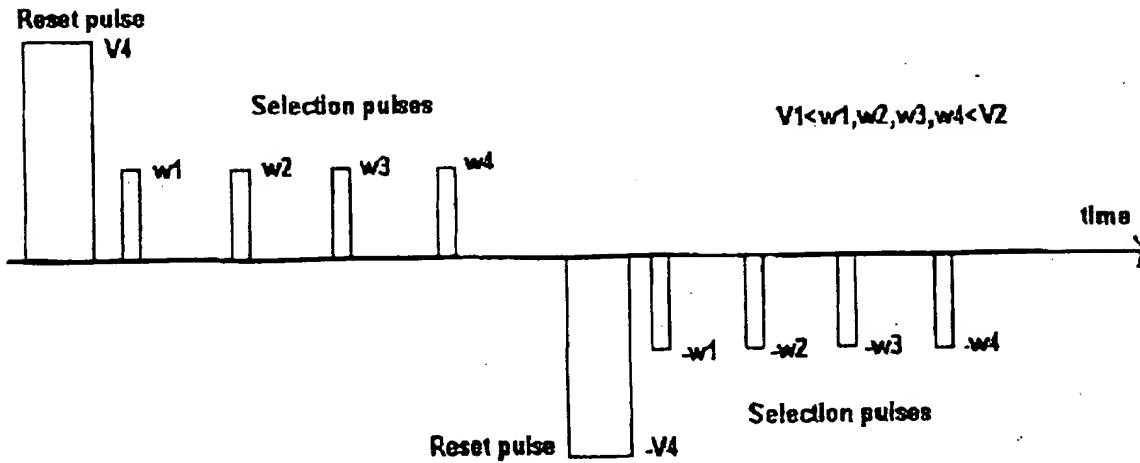 Reset pulse
V4
Selection pulses
V1<w1,w2,w3,w4<V2
w1
w2
w3
w4
time
-w1
-w2
-w3
-w4
Selection pulses
Reset pulse
-V4